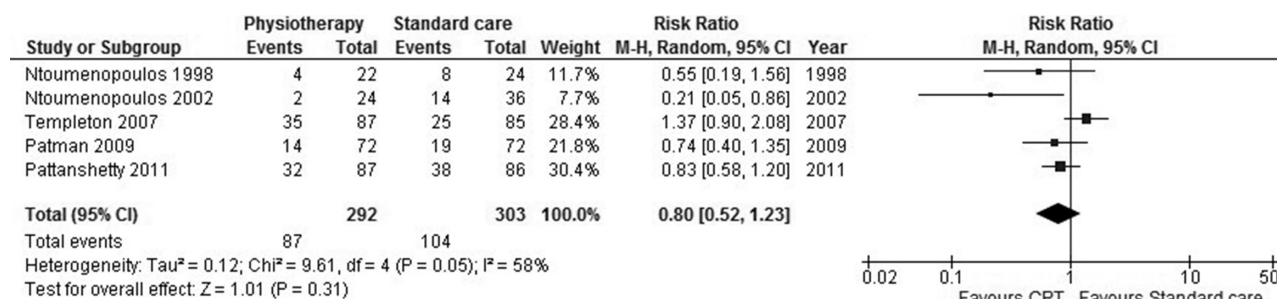 Physiotherapy Standard care Risk Ratio Risk Ratio
Study or Subgroup Events Total Events Total Weight M-H, Random, 95% CI Year M-H, Random, 95% CI
Ntoumenopoulos 1998 4 22 8 24 11.7% 0.55 [0.19, 1.56] 1998
Ntoumenopoulos 2002 2 24 14 36 7.7% 0.21 [0.05, 0.86] 2002
Templeton 2007 35 87 25 85 28.4% 1.37 [0.90, 2.08] 2007
Patman 2009 14 72 19 72 21.8% 0.74 [0.40, 1.35] 2009
Pattanshetty 2011 32 87 38 86 30.4% 0.83 [0.58, 1.20] 2011
Total (95% CI) 292 303 100.0% 0.80 [0.52, 1.23]
Total events 87 104
Heterogeneity: Tau² = 0.12; Chi² = 9.61, df = 4 (P = 0.05); I² = 58%
Test for overall effect: Z = 1.01 (P = 0.31)
0.02 0.1 1 10 50
Favours CPT Favours Standard care